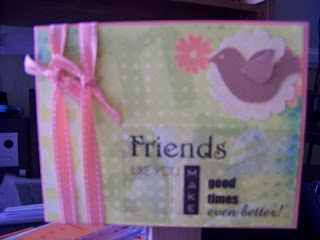 Friends
LIKE YOU
MAKE
good
times
even better!